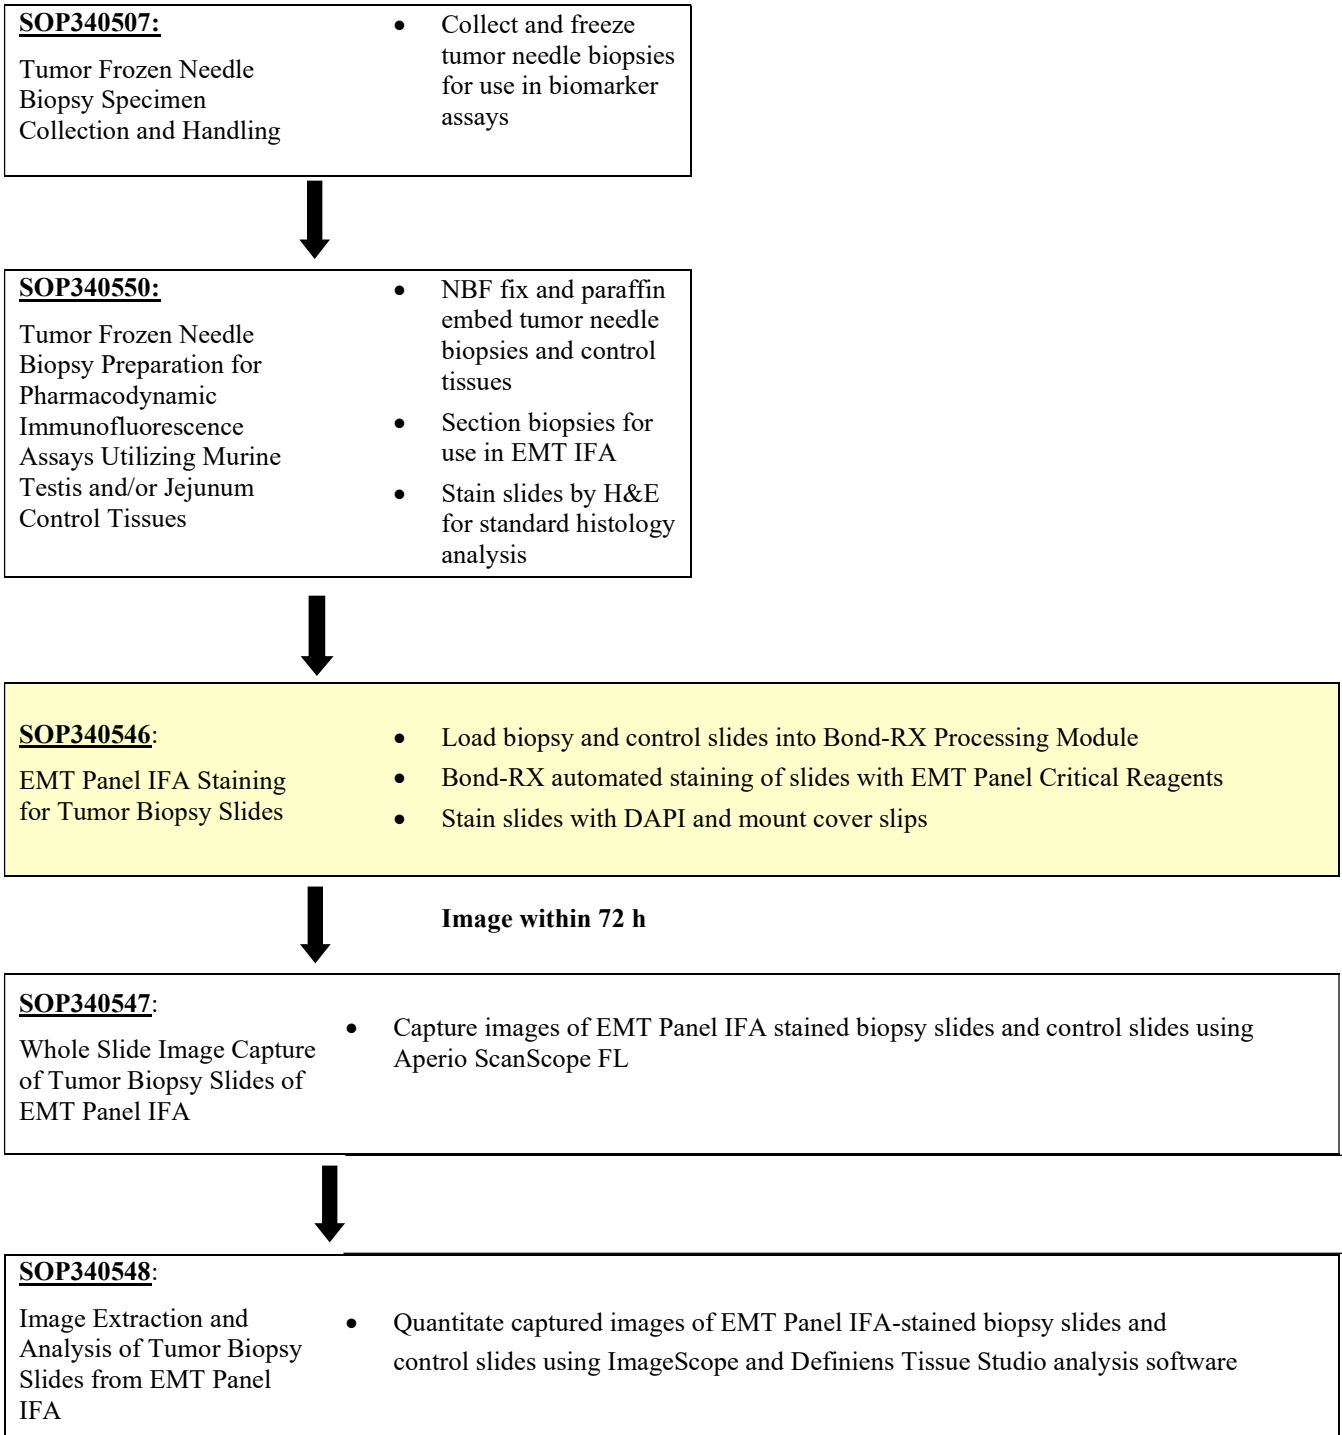 SOP340507:
Tumor Frozen Needle
Biopsy Specimen
Collection and Handling
• Collect and freeze
tumor needle biopsies
for use in biomarker
assays
SOP340550:
Tumor Frozen Needle
Biopsy Preparation for
Pharmacodynamic
Immunofluorescence
Assays Utilizing Murine
Testis and/or Jejunum
Control Tissues
• NBF fix and paraffin
embed tumor needle
biopsies and control
tissues
• Section biopsies for
use in EMT IFA
• Stain slides by H&E
for standard histology
analysis
SOP340546:
EMT Panel IFA Staining
for Tumor Biopsy Slides
• Load biopsy and control slides into Bond-RX Processing Module
• Bond-RX automated staining of slides with EMT Panel Critical Reagents
• Stain slides with DAPI and mount cover slips
Image within 72 h
SOP340547:
Whole Slide Image Capture
of Tumor Biopsy Slides of
EMT Panel IFA
• Capture images of EMT Panel IFA stained biopsy slides and control slides using
Aperio ScanScope FL
SOP340548:
Image Extraction and
Analysis of Tumor Biopsy
Slides from EMT Panel
IFA
• Quantitate captured images of EMT Panel IFA-stained biopsy slides and
control slides using ImageScope and Definiens Tissue Studio analysis software